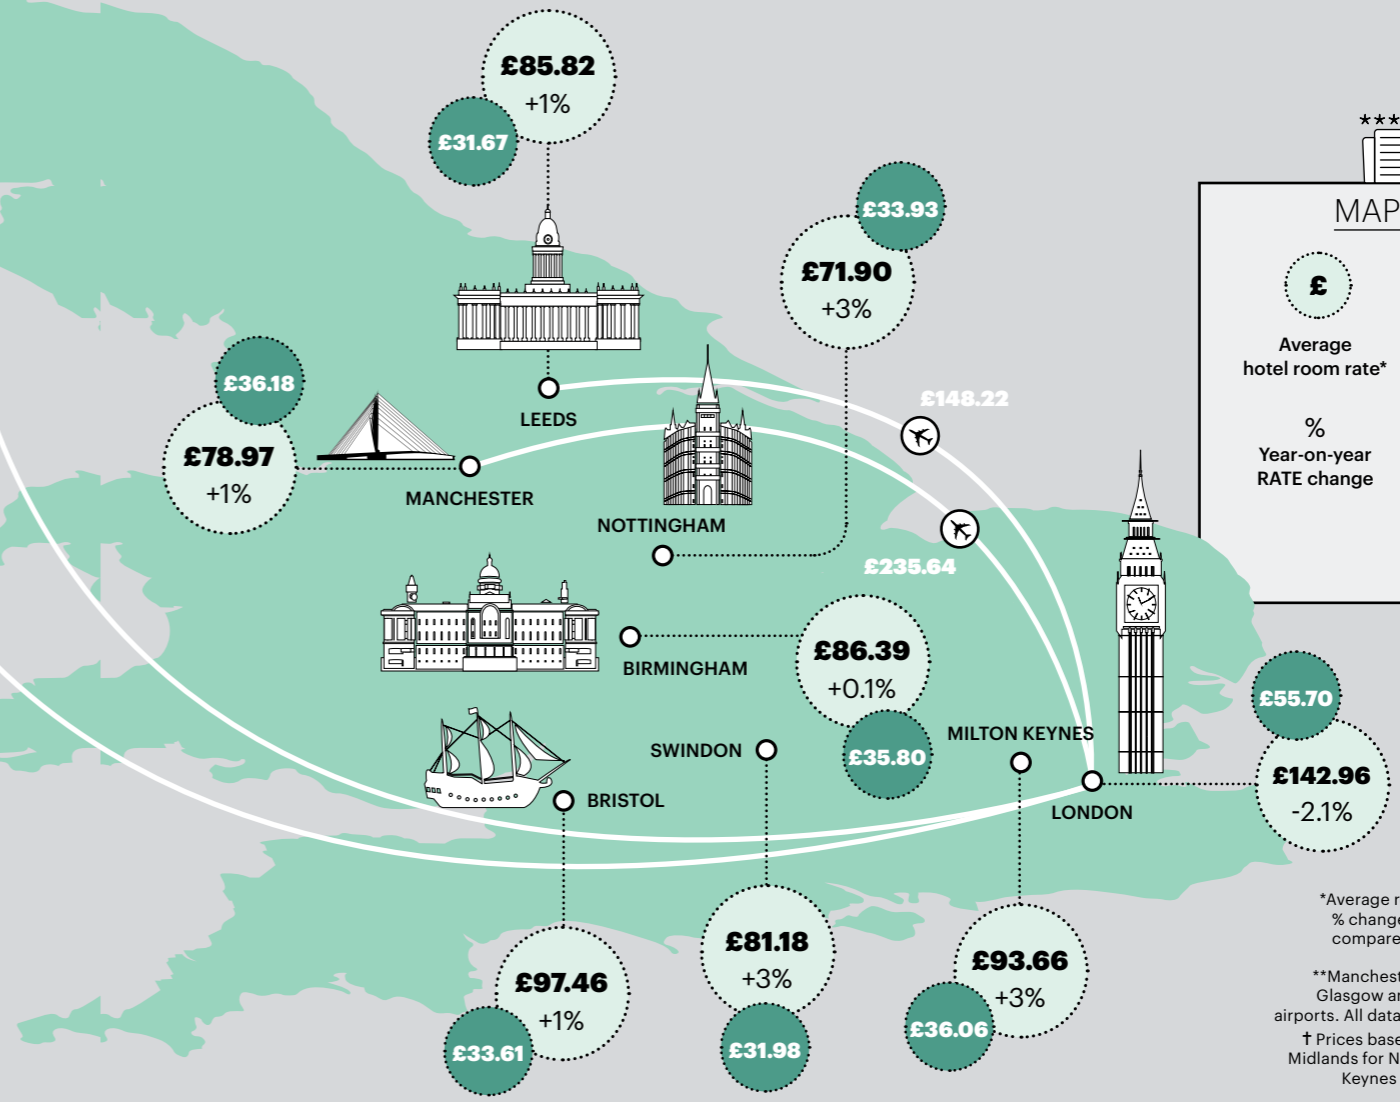 £85.82
+1%
£31.67
LEEDS
£33.93
£71.90
+3%
NOTTINGHAM
£36.18
£78.97
+1%
MANCHESTER
£148.22
£235.64
£86.39
+0.1%
£35.80
BIRMINGHAM
SWINDON
MILTON KEYNES
BRISTOL
LONDON
£55.70
£142.96
-2.1%
£97.46
+1%
£33.61
£81.18
+3%
£31.98
£93.66
+3%
£36.06
***
MAP
£
Average
hotel room rate*
%
Year-on-year
RATE change
*Average r
% change
compare
**Manchest
Glasgow ar
airports. All data
† Prices base
Midlands for N
Keynes